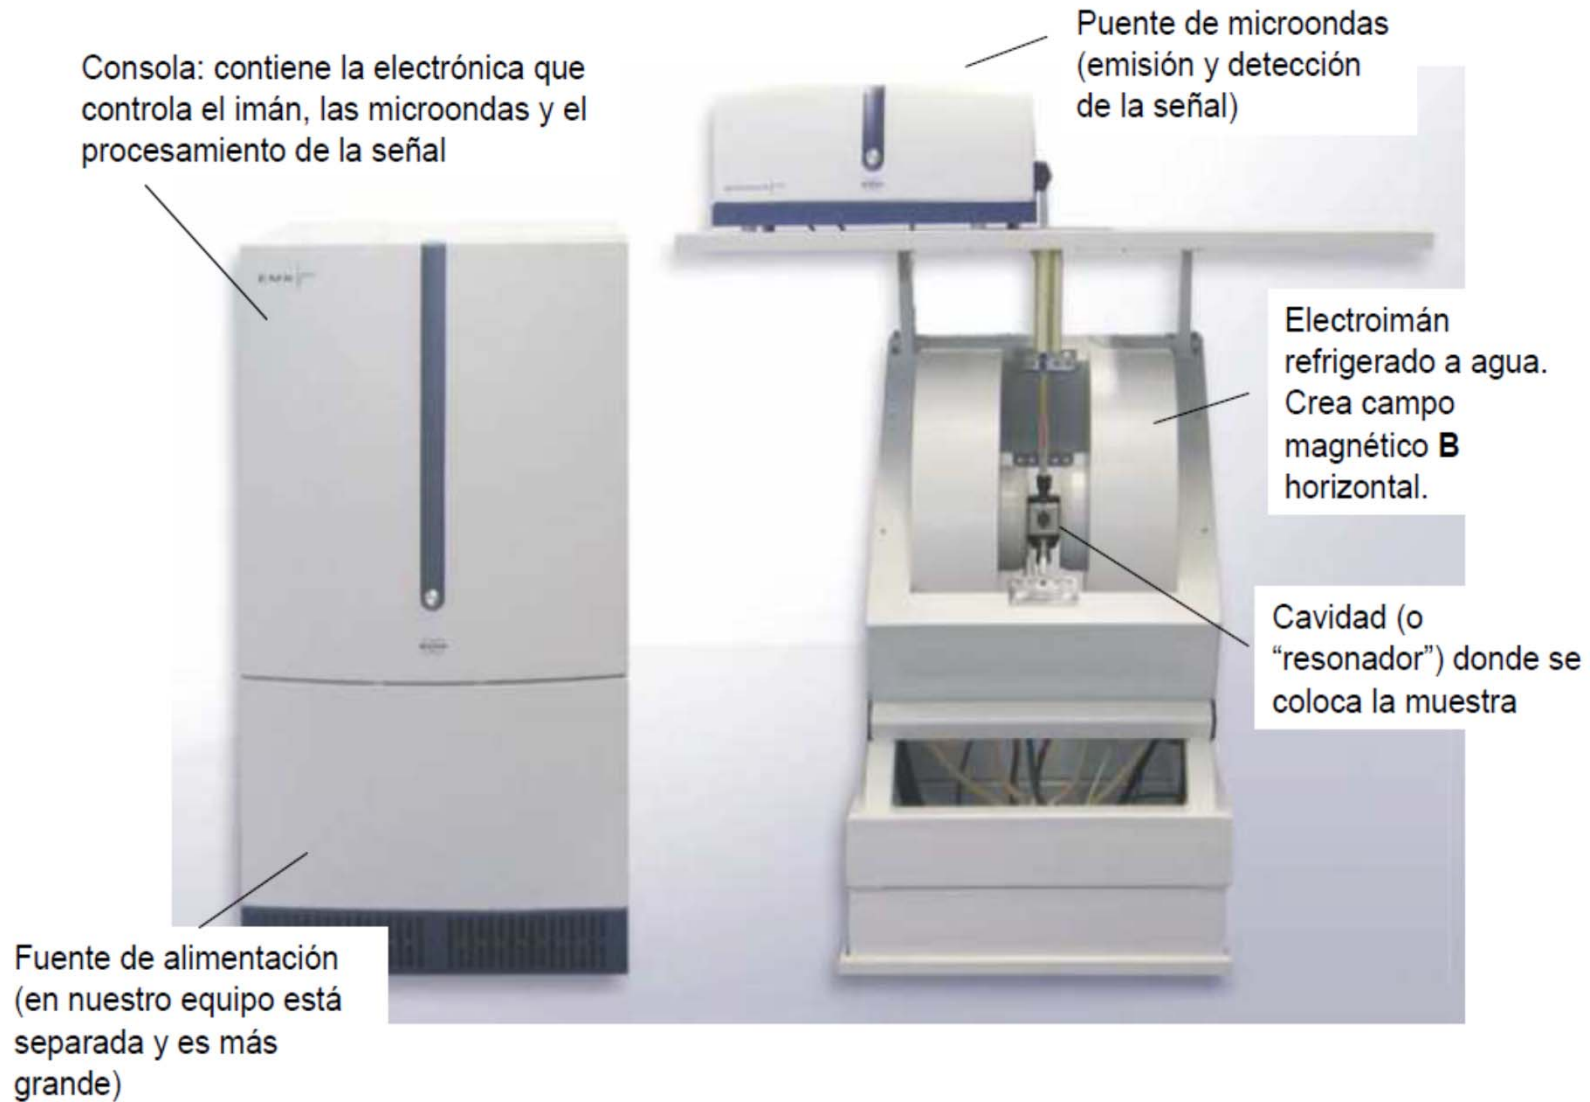 Puente de microondas
(emisión y detección
de la señal)
Consola: contiene la electrónica que
controla el imán, las microondas y el
procesamiento de la señal
EMX
Electroimán
refrigerado a agua.
Crea campo
magnético B
horizontal.
Cavidad (o
“resonador”) donde se
coloca la muestra
Fuente de alimentación
(en nuestro equipo está
separada y es más
grande)